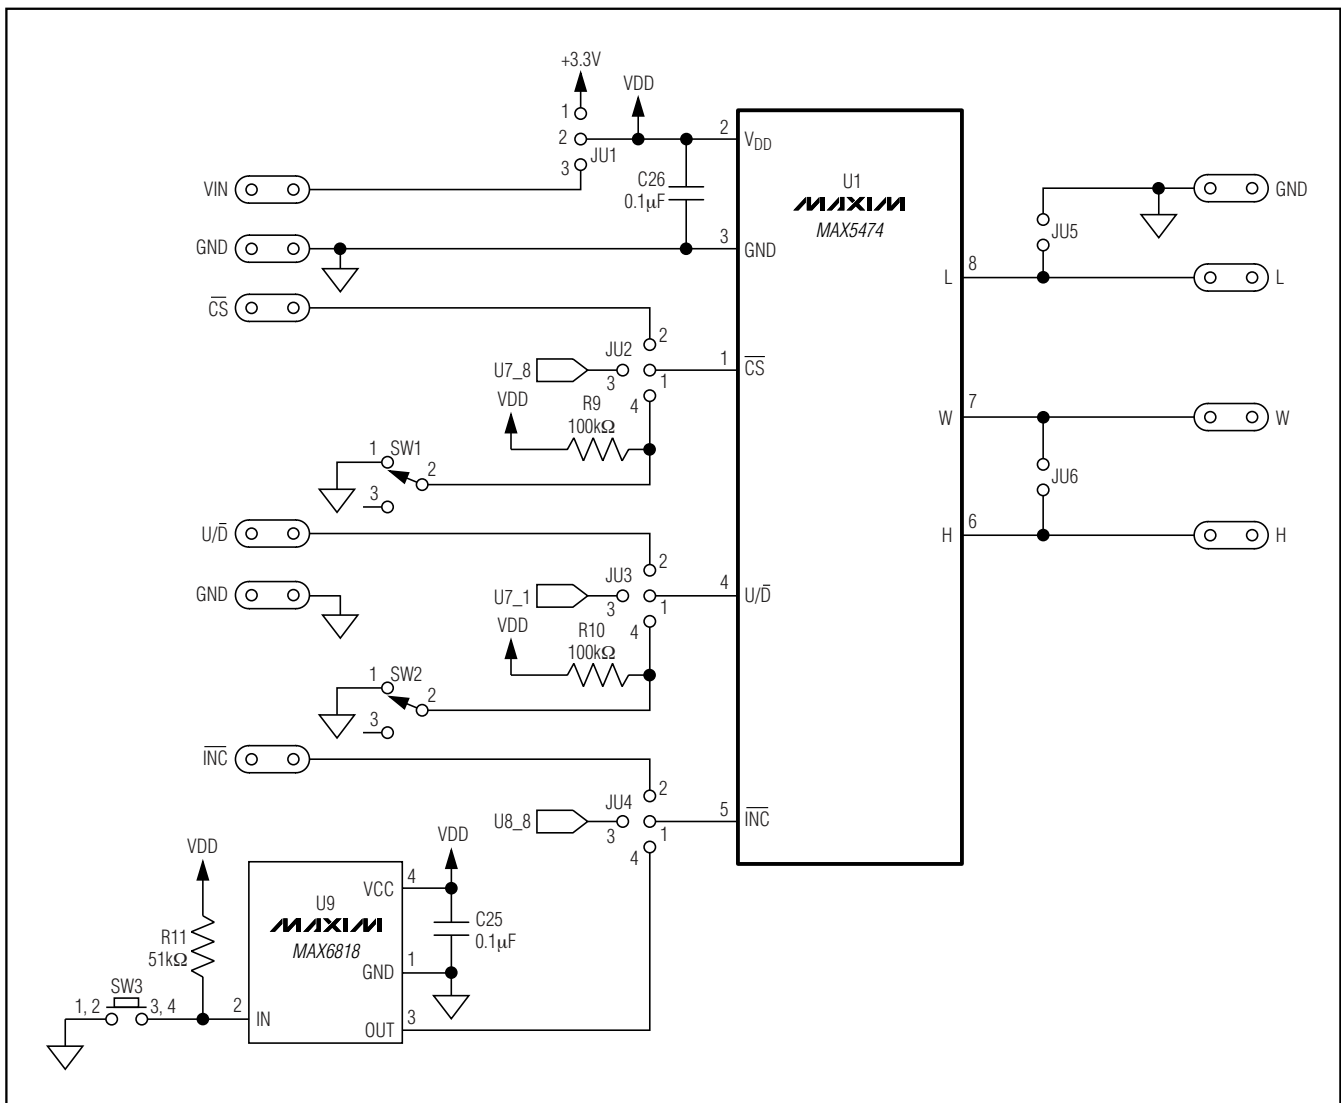 +3.3V
VDD
1
2
3
JU1
2
VDD
VIN
C26
0.1µF
U1
MAXIM
MAX5474
GND
JU5
GND
3
GND
8
L
L
C̅S̅
2
JU2
U7_8
3
1
1
C̅S̅
4
VDD
R9
100kΩ
7
W
W
1
SW1
2
3
JU6
U/D̅
6
H
H
2
JU3
GND
U7_1
3
1
4
U/D̅
4
VDD
R10
100kΩ
1
SW2
2
3
I̅N̅C̅
2
JU4
U8_8
3
1
5
I̅N̅C̅
4
VDD
VDD
VCC
4
U9
MAXIM
MAX6818
C25
0.1µF
R11
51kΩ
GND
1
SW3
1, 2
3, 4
2
IN
OUT
3